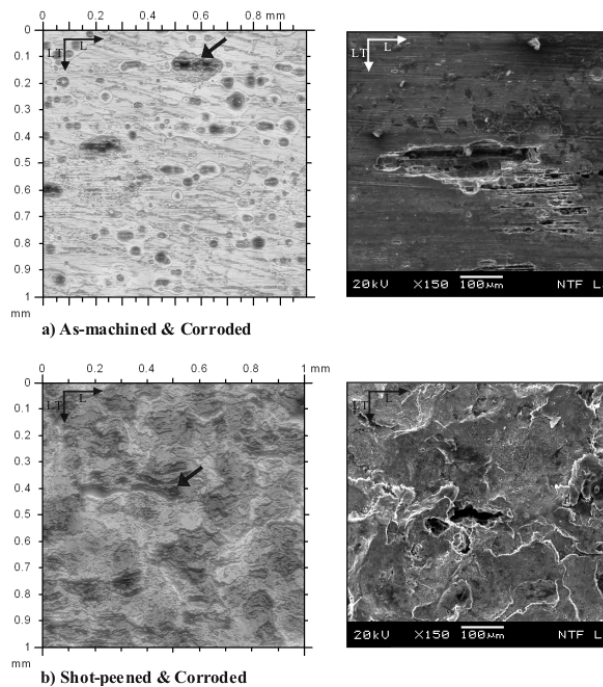 0 0.2 0.4 0.6 0.8 mm
0
0.1
0.2
0.3
0.4
0.5
0.6
0.7
0.8
0.9
1
mm
LT L
LT L
20kU X150 100µm NTF L
a) As-machined & Corroded
0 0.2 0.4 0.6 0.8 1 mm
0
0.1
0.2
0.3
0.4
0.5
0.6
0.7
0.8
0.9
1
mm
LT L
LT L
20kU X150 100µm NTF L
b) Shot-peened & Corroded